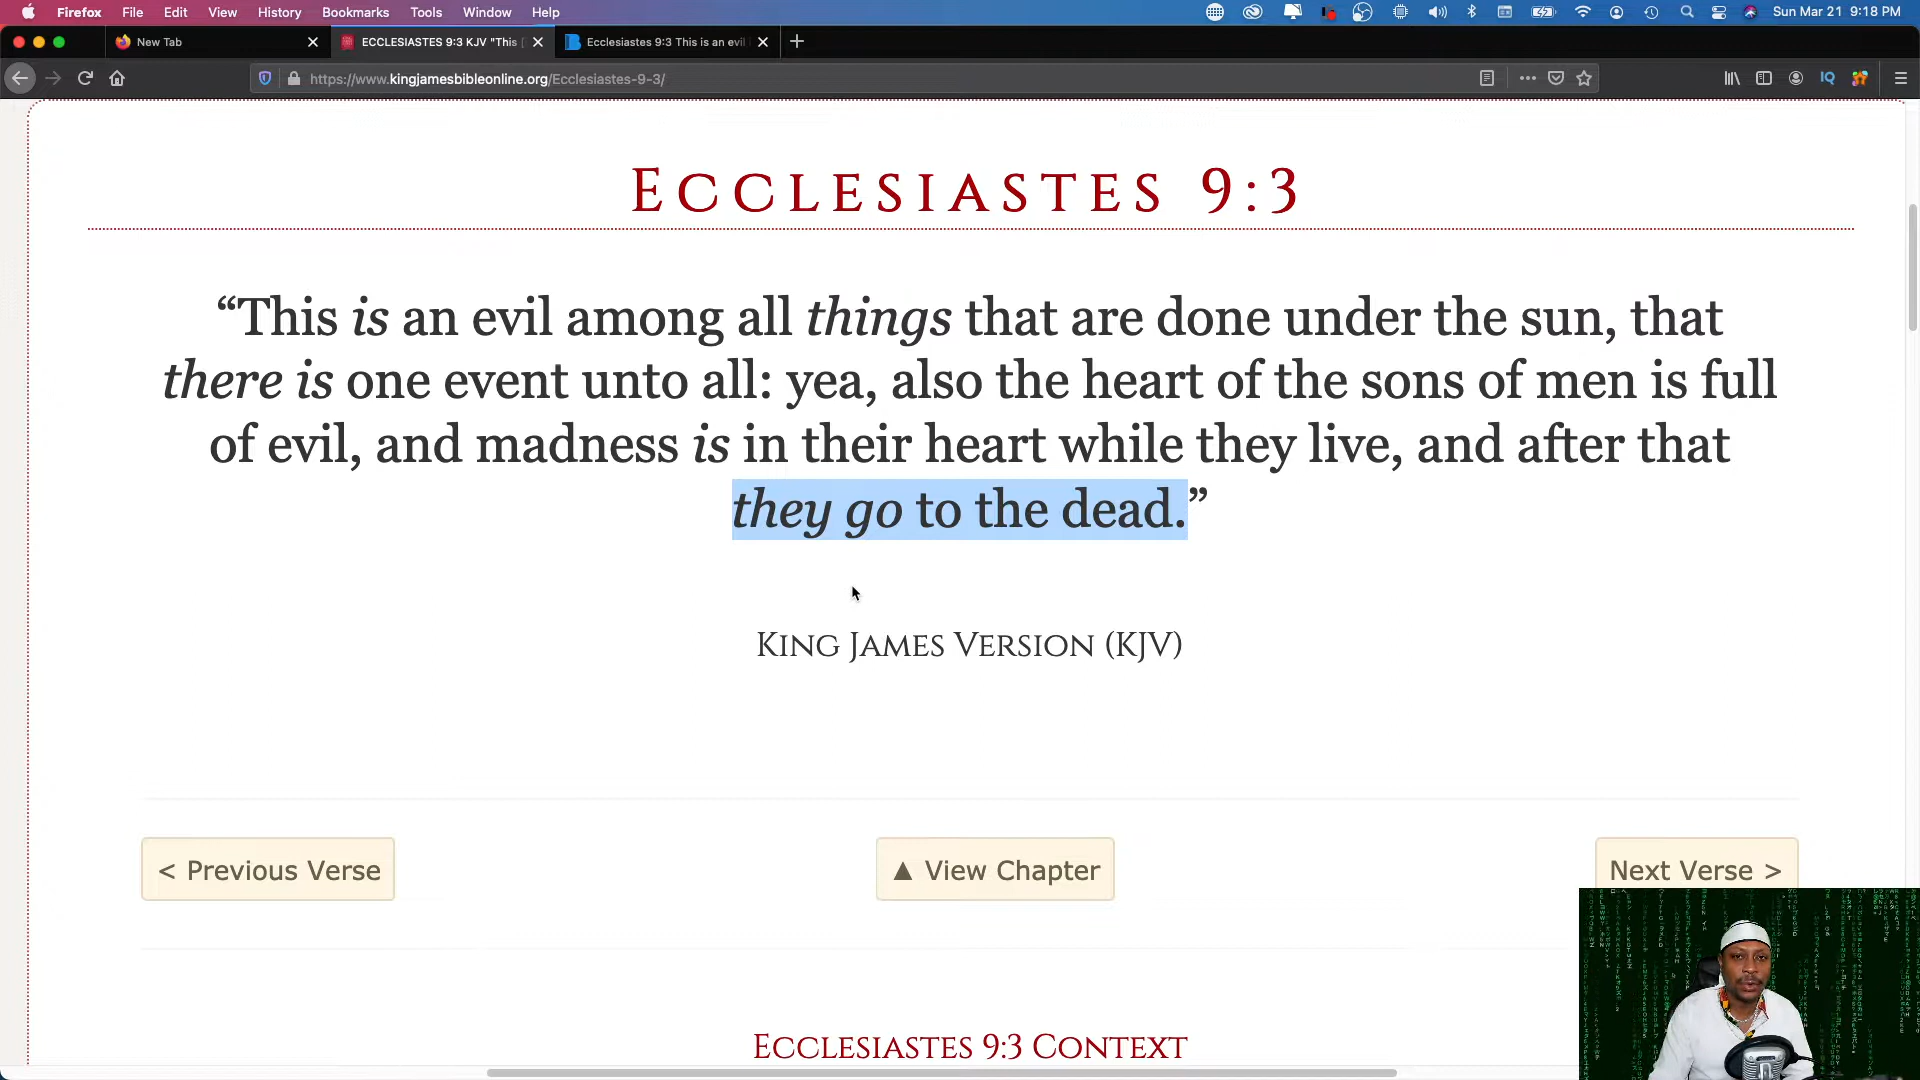 Firefox File Edit View History Bookmarks Tools Window Help Sun Mar 21 9:18 PM
New Tab ECCLESIASTES 9:3 KJV "This [ Ecclesiastes 9:3 This is an evil
https://www.kingjamesbibleonline.org/Ecclesiastes-9-3/ IQ
ECCLESIASTES 9:3
“This is an evil among all things that are done under the sun, that
there is one event unto all: yea, also the heart of the sons of men is full
of evil, and madness is in their heart while they live, and after that
they go to the dead.”
KING JAMES VERSION (KJV)
< Previous Verse ▲ View Chapter Next Verse >
ECCLESIASTES 9:3 CONTEXT